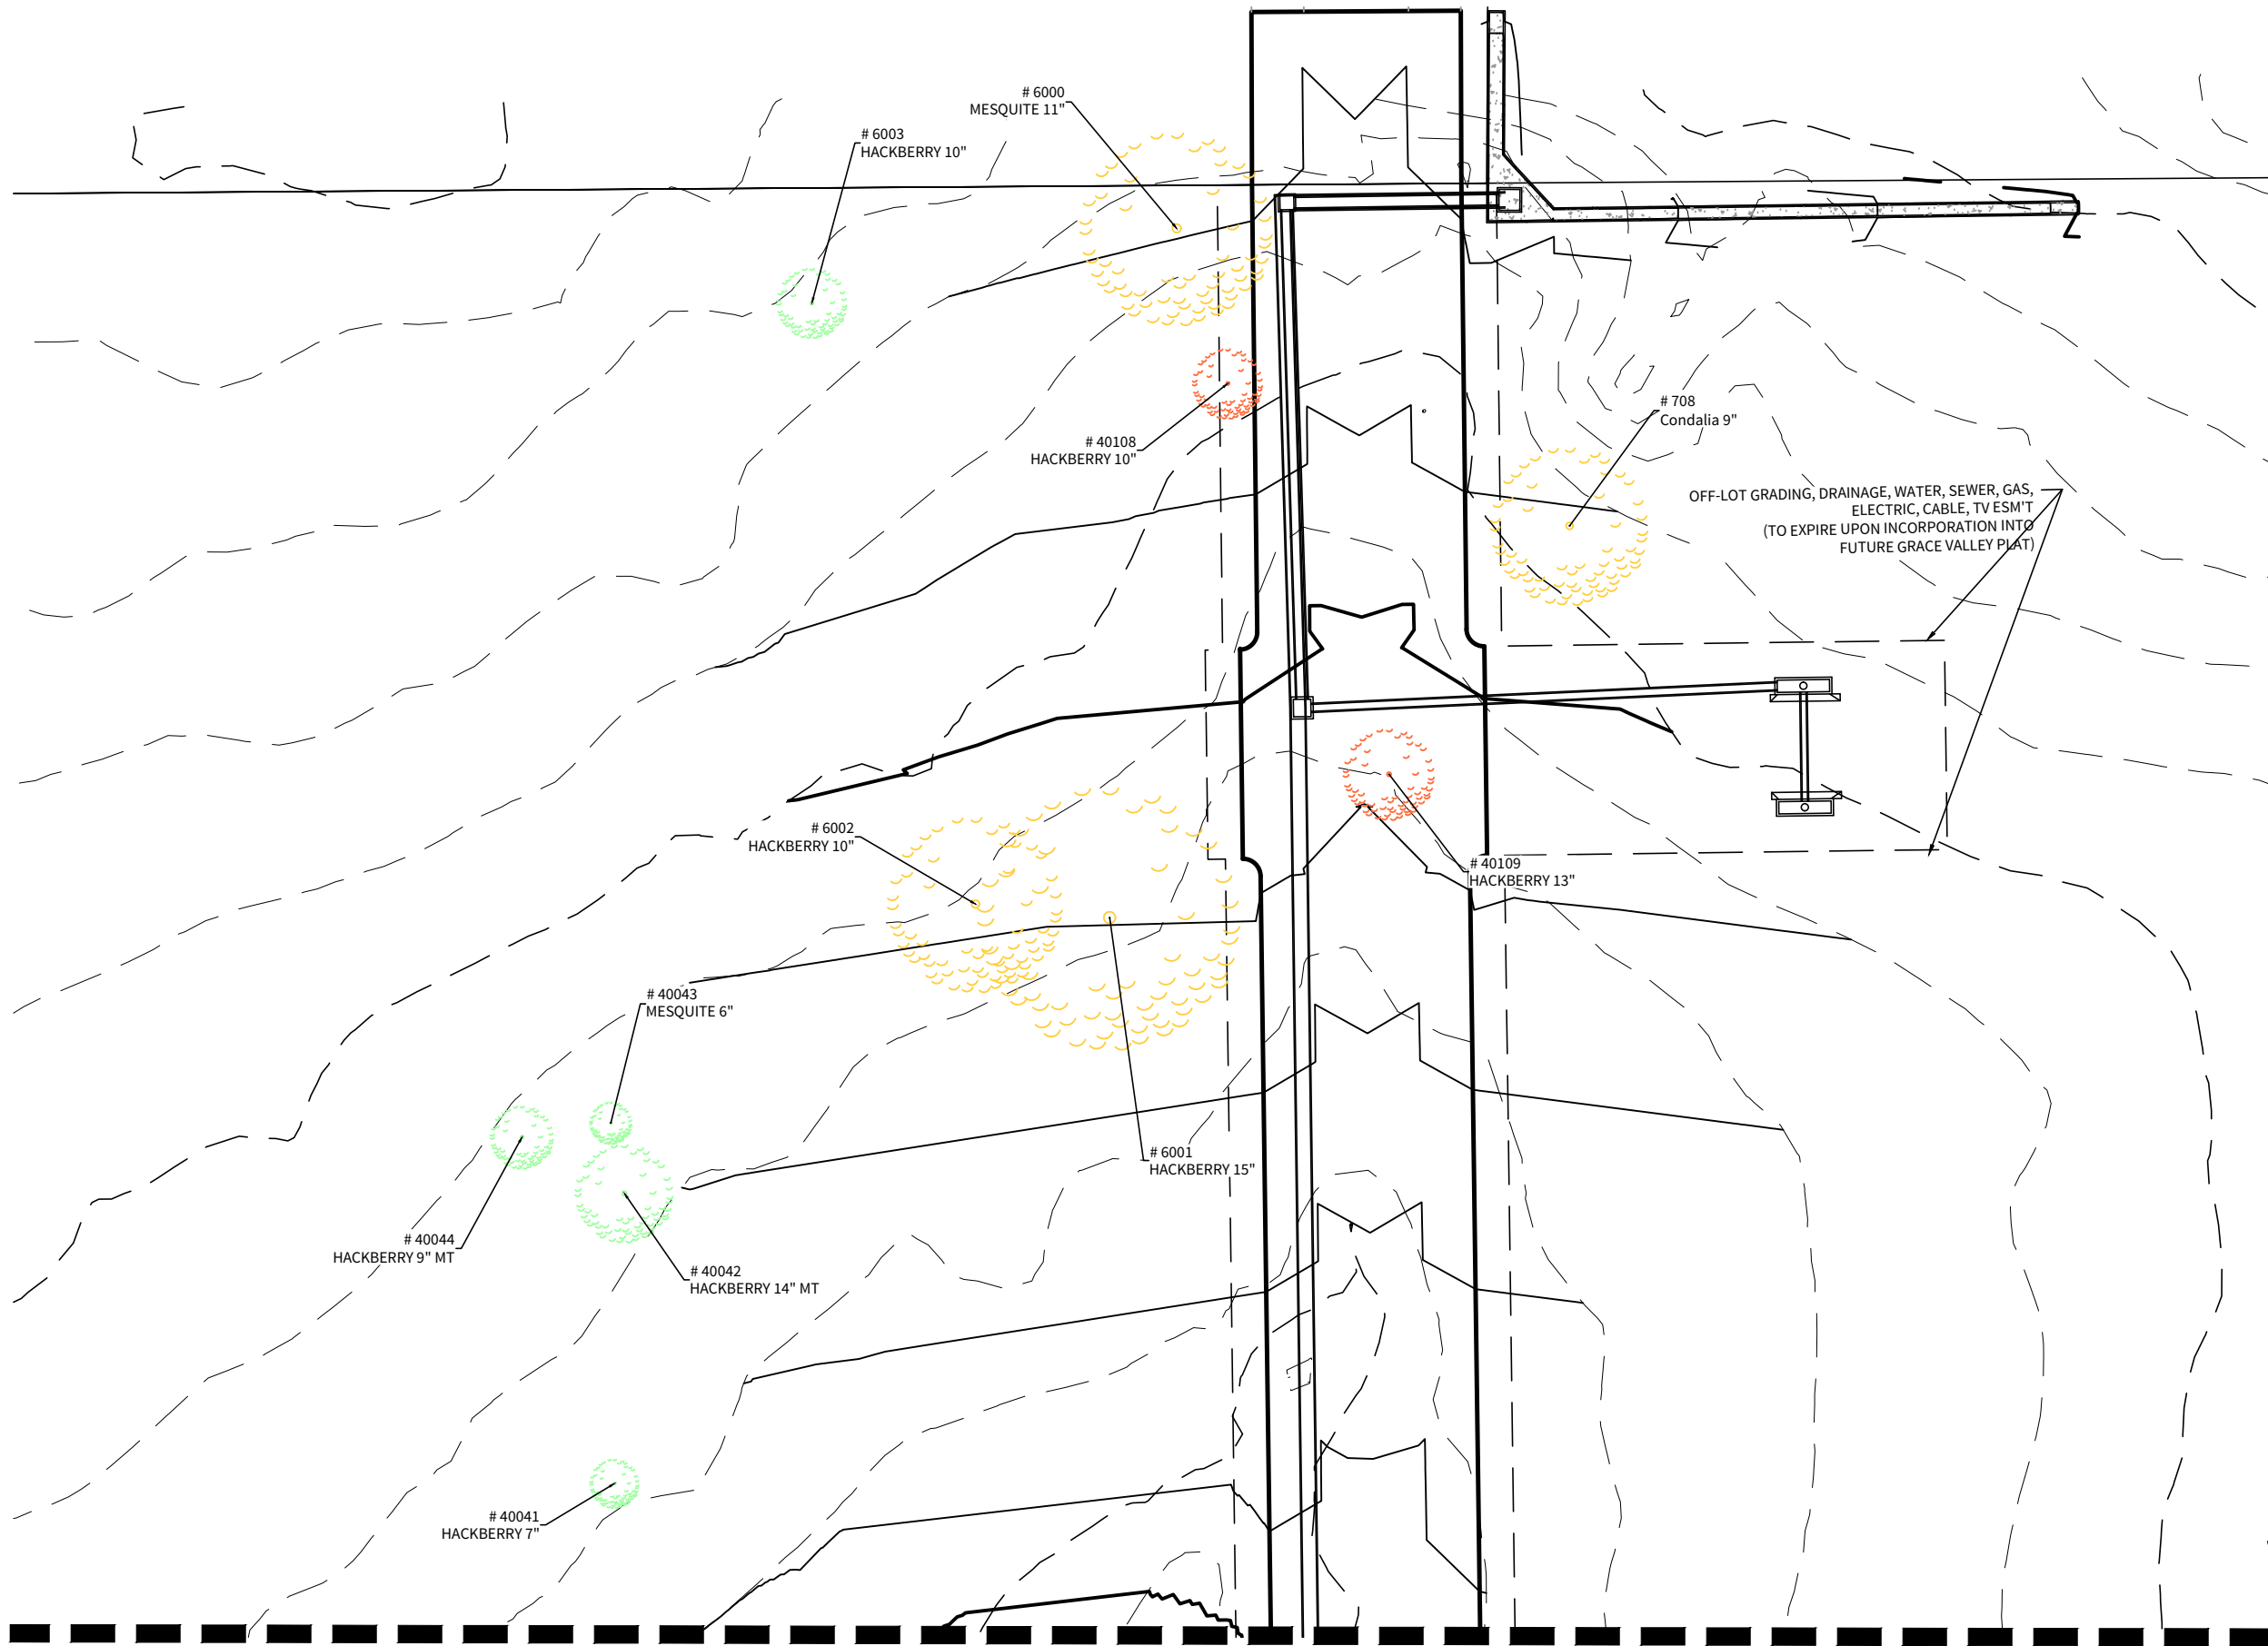 # 6000
MESQUITE 11"
# 6003
HACKBERRY 10"
# 40108
HACKBERRY 10"
# 708
Condalia 9"
OFF-LOT GRADING, DRAINAGE, WATER, SEWER, GAS,
ELECTRIC, CABLE, TV ESM'T
(TO EXPIRE UPON INCORPORATION INTO
FUTURE GRACE VALLEY PLAT)
# 6002
HACKBERRY 10"
# 40109
HACKBERRY 13"
# 40043
MESQUITE 6"
# 6001
HACKBERRY 15"
# 40044
HACKBERRY 9" MT
# 40042
HACKBERRY 14" MT
# 40041
HACKBERRY 7"